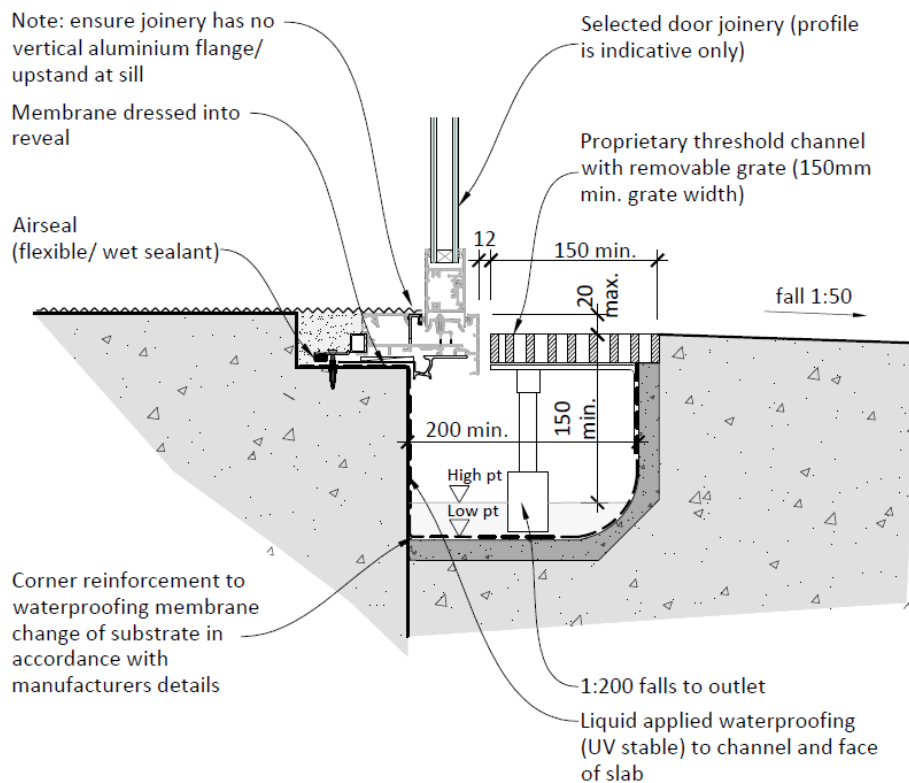 Note: ensure joinery has no
vertical aluminium flange/
upstand at sill
Membrane dressed into
reveal
Airseal
(flexible/ wet sealant)
Selected door joinery (profile
is indicative only)
Proprietary threshold channel
with removable grate (150mm
min. grate width)
12
150 min.
20
max.
fall 1:50
200 min.
150
min.
High pt
Low pt
Corner reinforcement to
waterproofing membrane
change of substrate in
accordance with
manufacturers details
1:200 falls to outlet
Liquid applied waterproofing
(UV stable) to channel and face
of slab